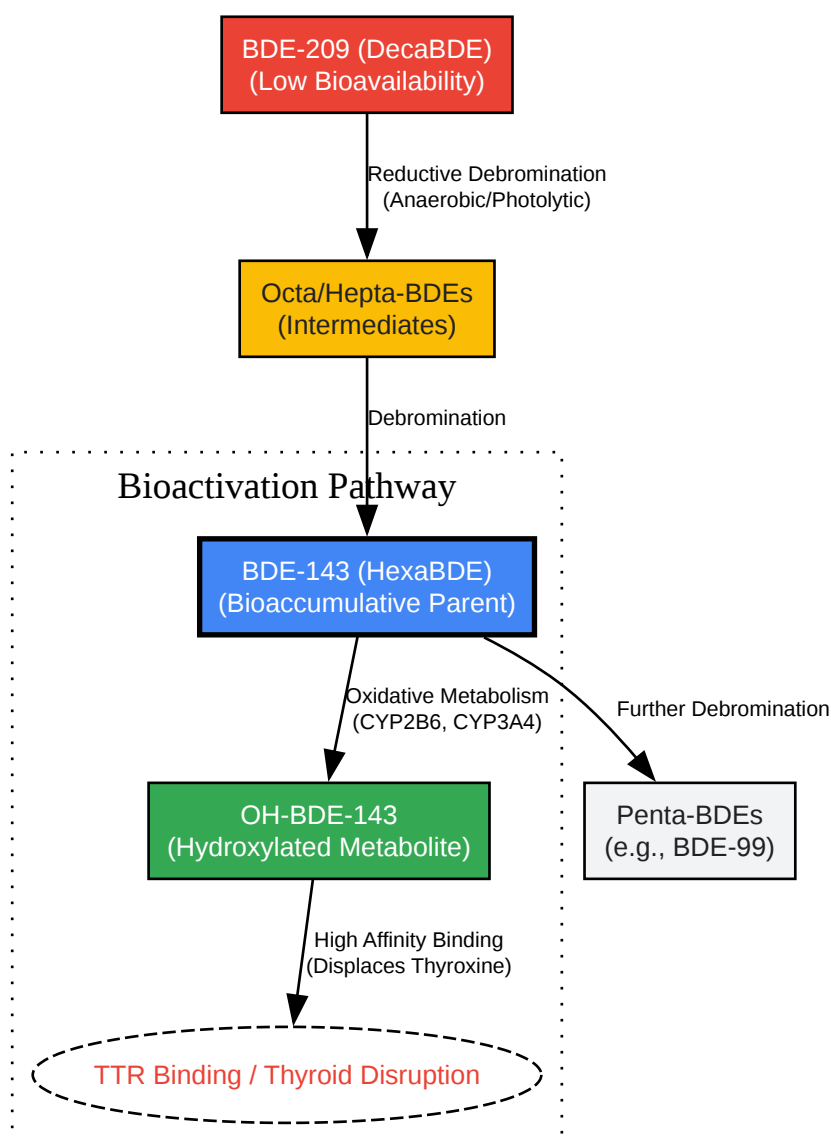 BDE-209 (DecaBDE)
(Low Bioavailability)
Reductive Debromination
(Anaerobic/Photolytic)
Octa/Hepta-BDEs
(Intermediates)
Debromination
Bioactivation Pathway
BDE-143 (HexaBDE)
(Bioaccumulative Parent)
Oxidative Metabolism
(CYP2B6, CYP3A4)
Further Debromination
OH-BDE-143
(Hydroxylated Metabolite)
Penta-BDEs
(e.g., BDE-99)
High Affinity Binding
(Displaces Thyroxine)
TTR Binding / Thyroid Disruption